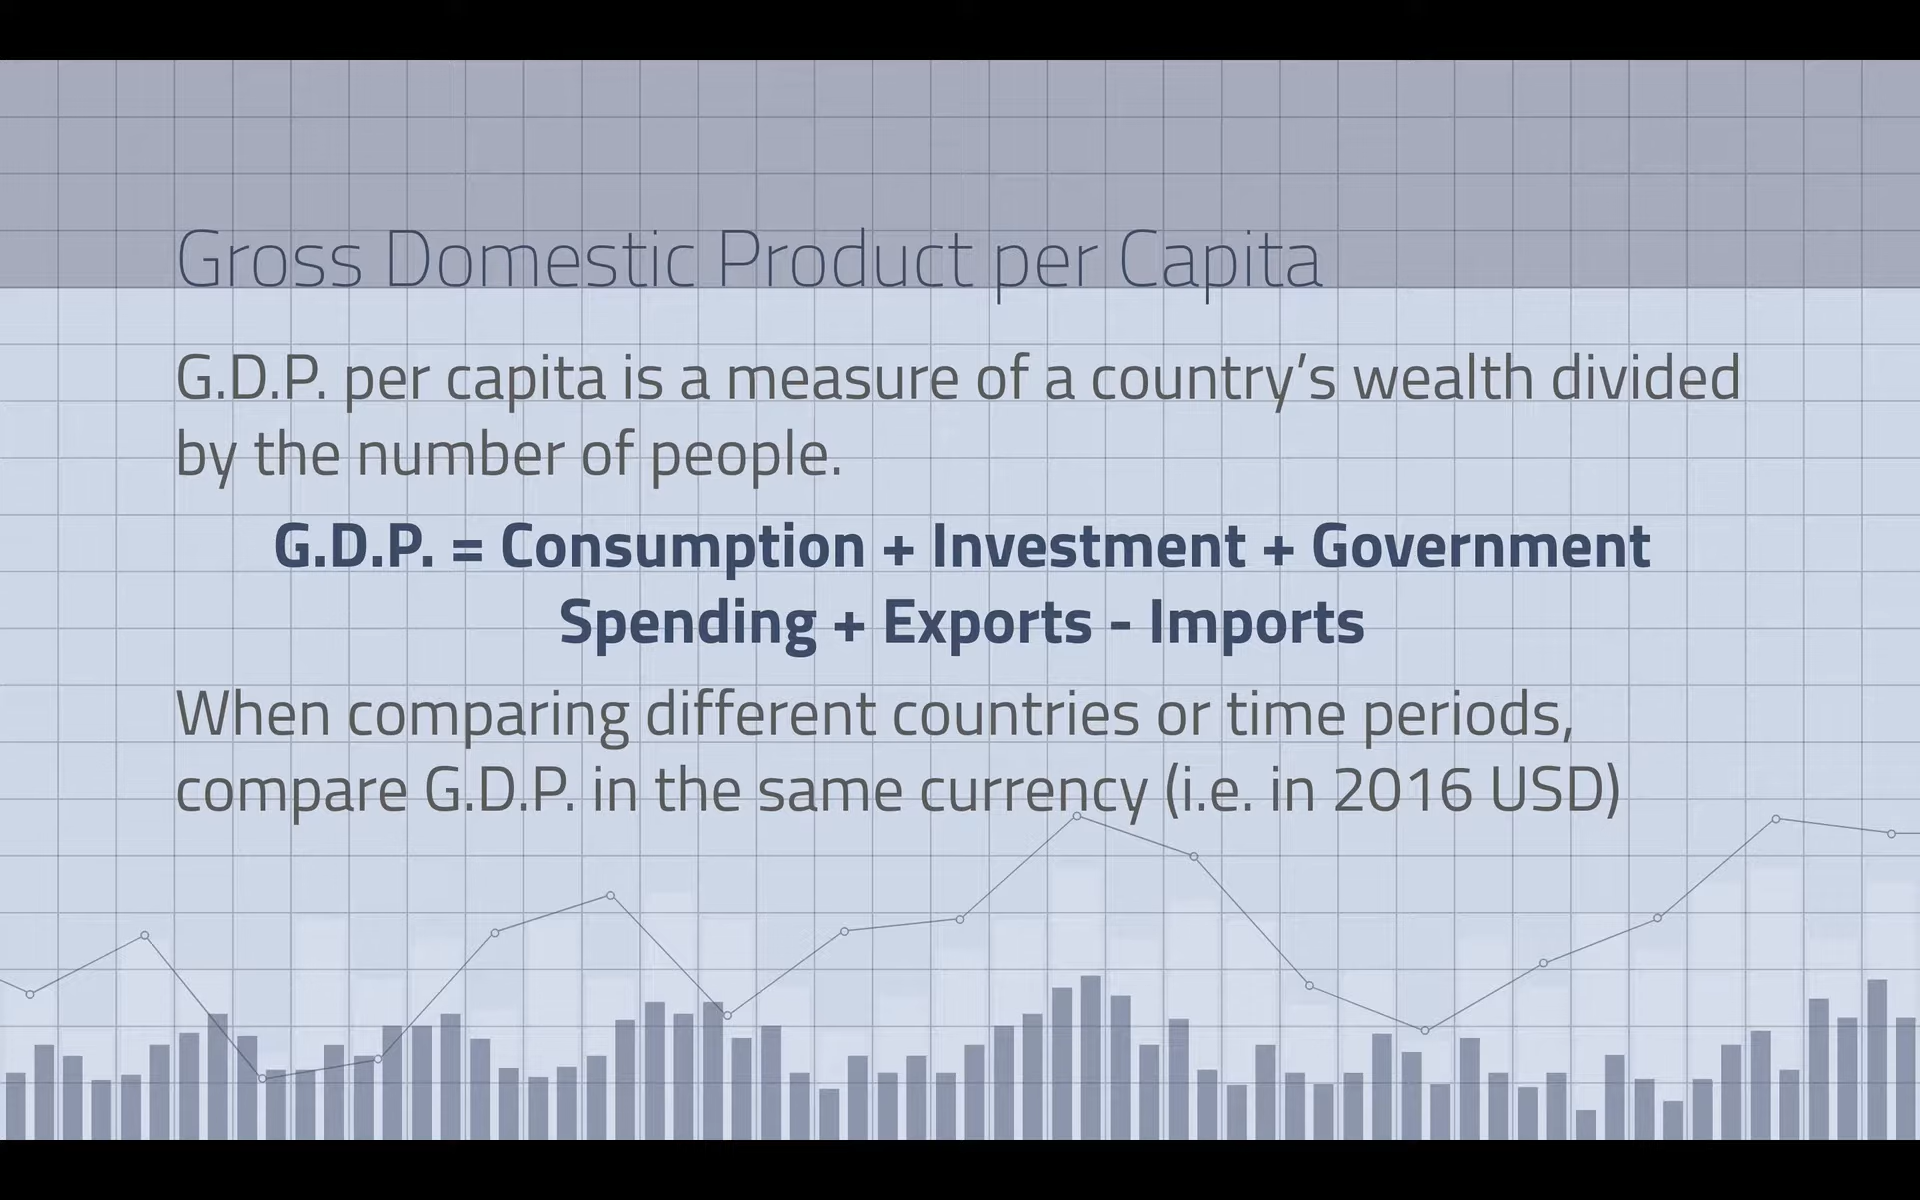 Gross Domestic Product per Capita
G.D.P. per capita is a measure of a country’s wealth divided
by the number of people.
G.D.P. = Consumption + Investment + Government
Spending + Exports - Imports
When comparing different countries or time periods,
compare G.D.P. in the same currency (i.e. in 2016 USD)